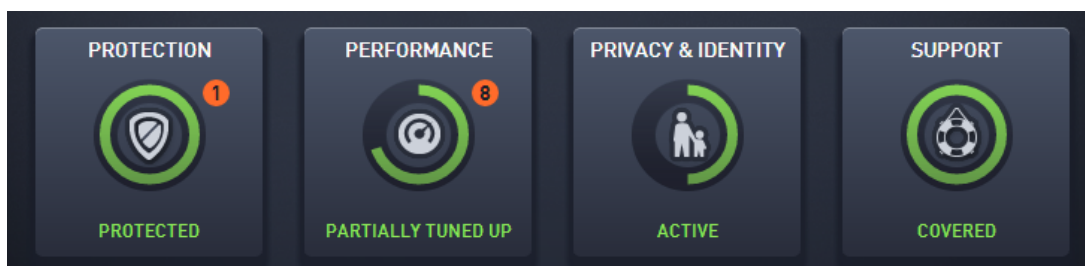 PROTECTION
1
PROTECTED
PERFORMANCE
8
PARTIALLY TUNED UP
PRIVACY & IDENTITY
ACTIVE
SUPPORT
COVERED